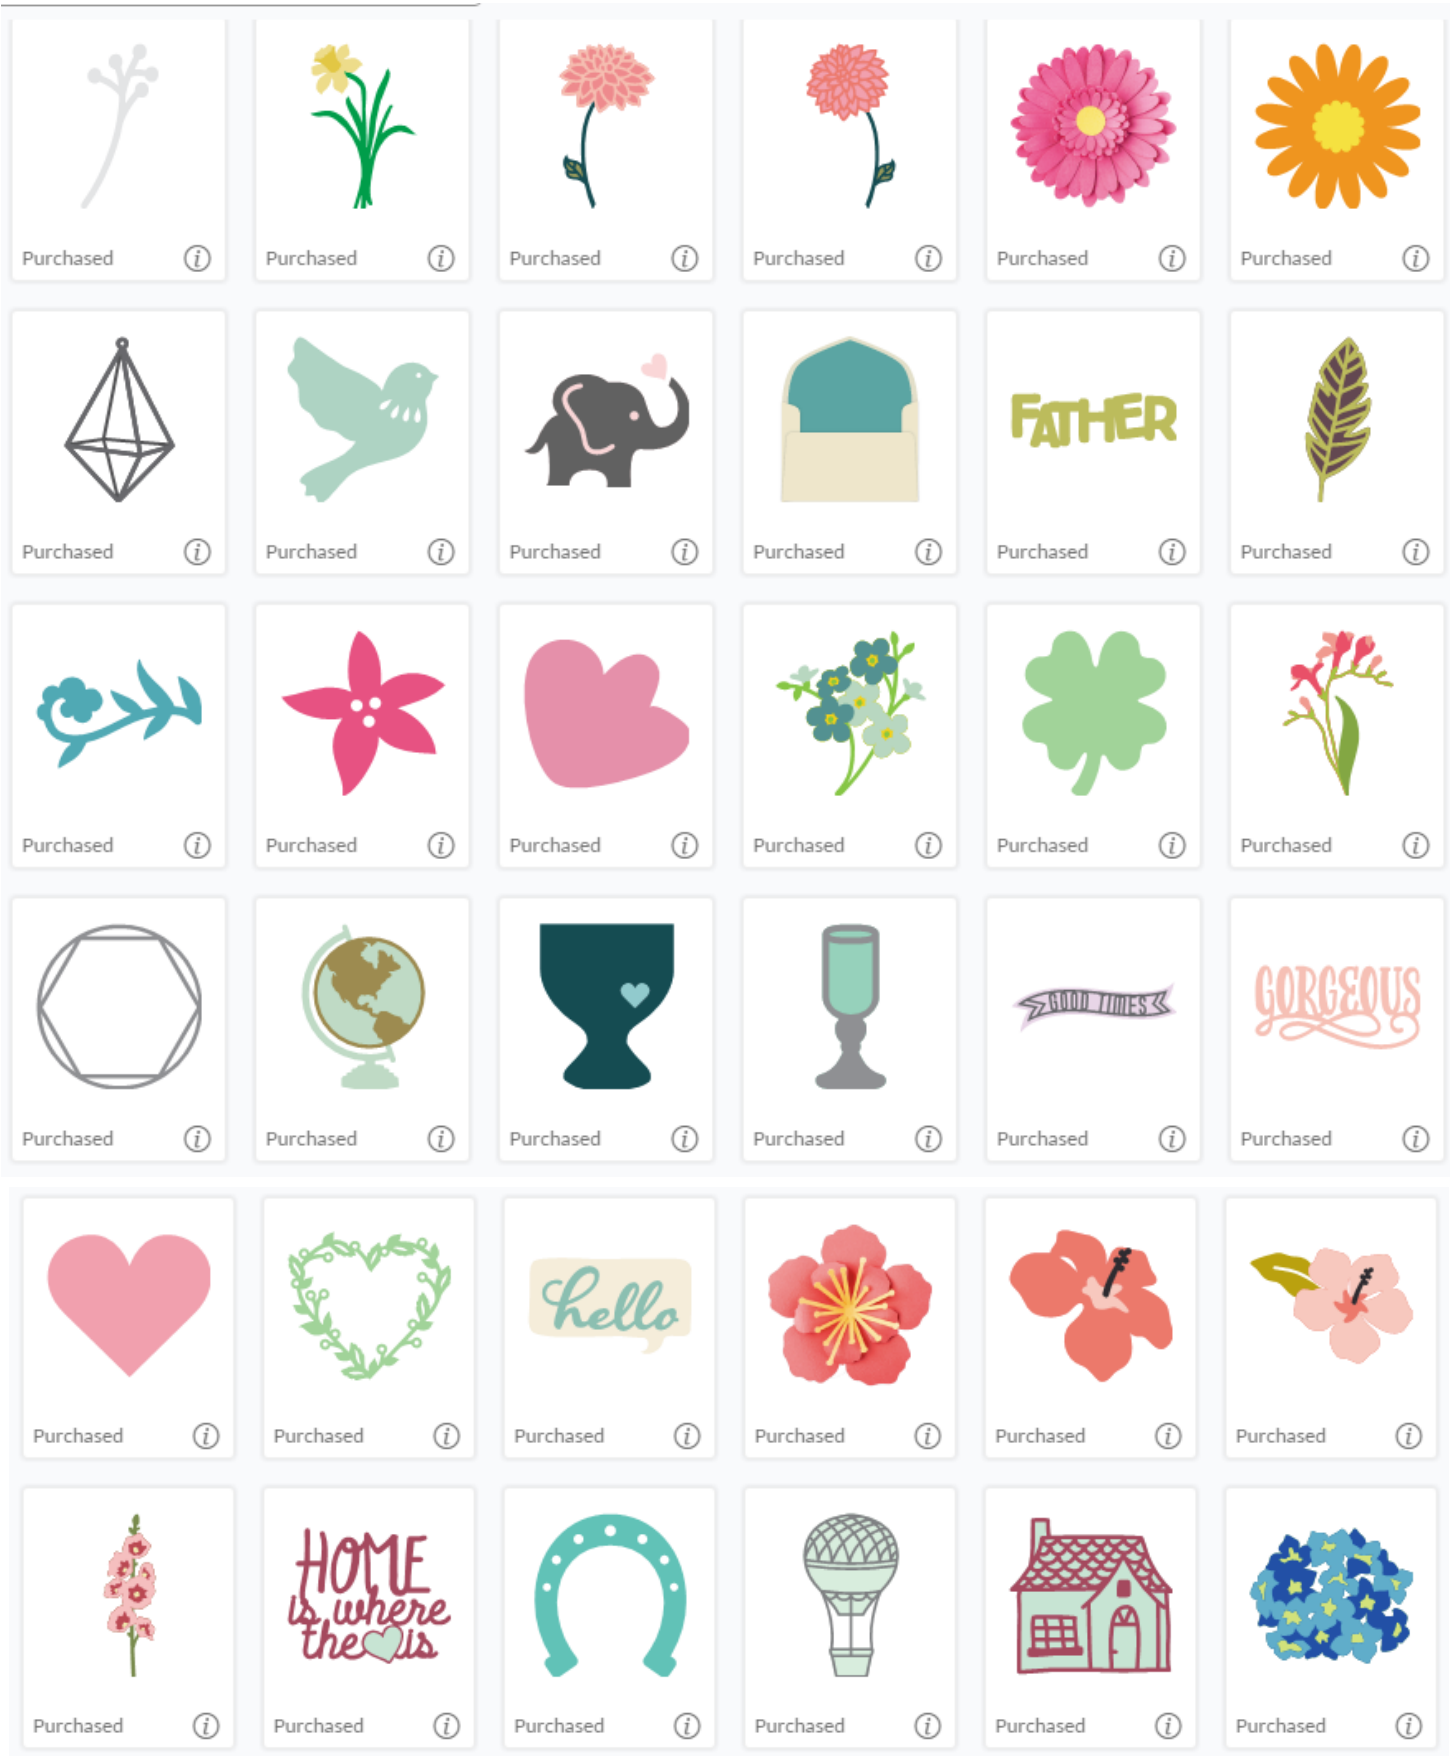 Purchased i Purchased i Purchased i Purchased i Purchased i Purchased i
FATHER
Purchased i Purchased i Purchased i Purchased i Purchased i Purchased i
Purchased i Purchased i Purchased i Purchased i Purchased i Purchased i
GOOD TIMES
GORGEOUS
Purchased i Purchased i Purchased i Purchased i Purchased i Purchased i
hello
Purchased i Purchased i Purchased i Purchased i Purchased i Purchased i
HOME
is where
the is
Purchased i Purchased i Purchased i Purchased i Purchased i Purchased i